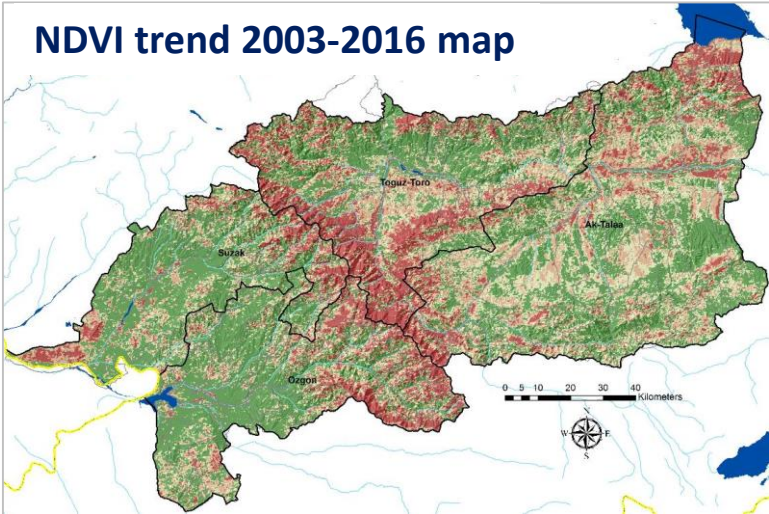 NDVI trend 2003-2016 map
Toguz-Toro
Ak-Talaa
Suzak
Ozgon
0 5 10 20 30 40
Kilometers
N
W E
S